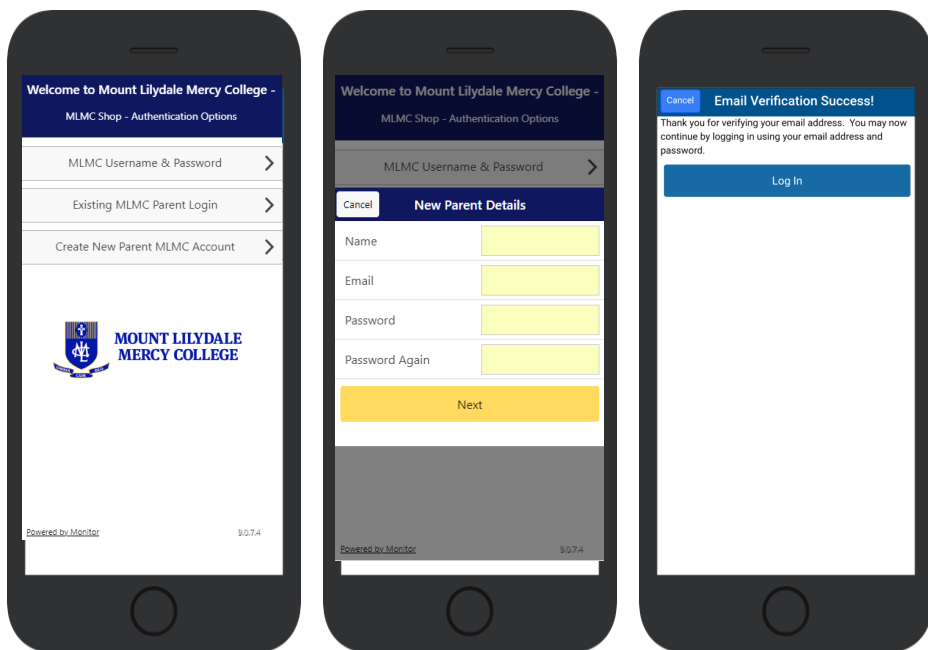 Welcome to Mount Lilydale Mercy College -
MLMC Shop - Authentication Options
MLMC Username & Password
Existing MLMC Parent Login
Create New Parent MLMC Account
MOUNT LILYDALE
MERCY COLLEGE
Powered by Monitor 9.0.7.4
Welcome to Mount Lilydale Mercy College -
MLMC Shop - Authentication Options
MLMC Username & Password
Cancel New Parent Details
Name
Email
Password
Password Again
Next
Powered by Monitor 9.0.7.4
Cancel Email Verification Success!
Thank you for verifying your email address. You may now
continue by logging in using your email address and
password.
Log In